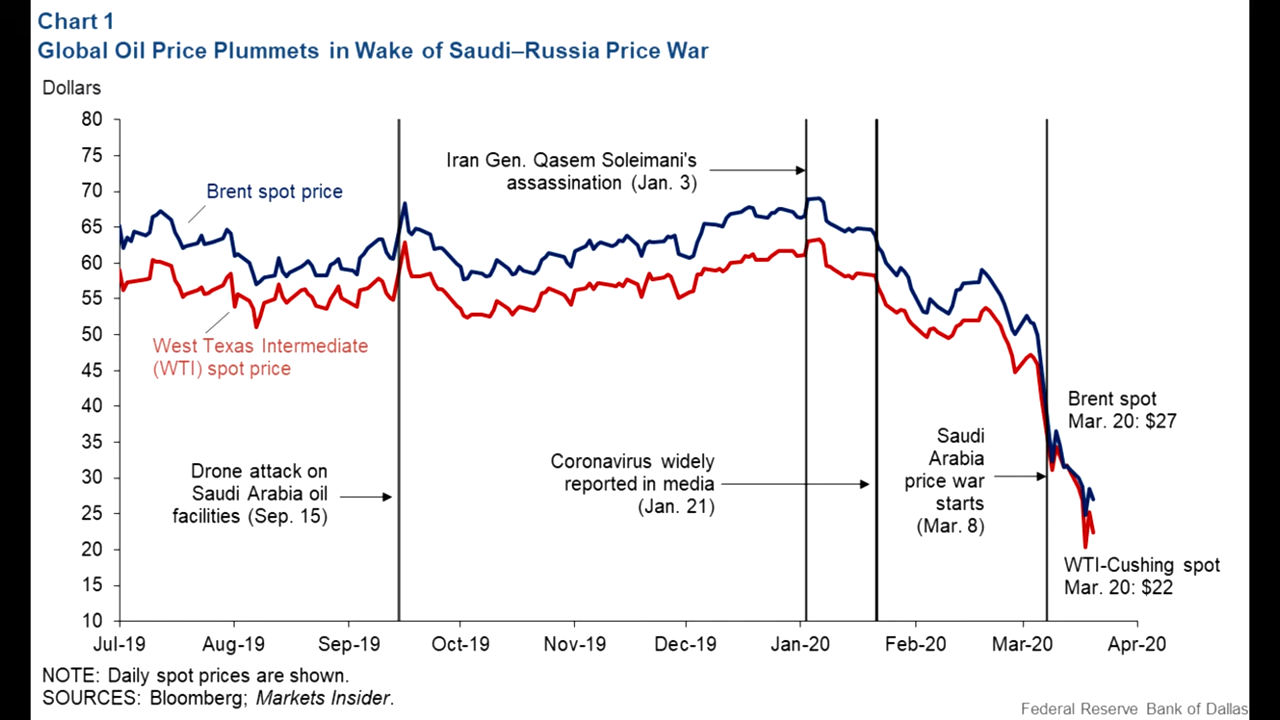 Chart 1
Global Oil Price Plummets in Wake of Saudi–Russia Price War
Dollars
80
75
70
65
60
55
50
45
40
35
30
25
20
15
10
Brent spot price
West Texas Intermediate
(WTI) spot price
Drone attack on
Saudi Arabia oil
facilities (Sep. 15)
Iran Gen. Qasem Soleimani's
assassination (Jan. 3)
Coronavirus widely
reported in media
(Jan. 21)
Saudi
Arabia
price war
starts
(Mar. 8)
Brent spot
Mar. 20: $27
WTI-Cushing spot
Mar. 20: $22
Jul-19 Aug-19 Sep-19 Oct-19 Nov-19 Dec-19 Jan-20 Feb-20 Mar-20 Apr-20
NOTE: Daily spot prices are shown.
SOURCES: Bloomberg; Markets Insider.
Federal Reserve Bank of Dallas